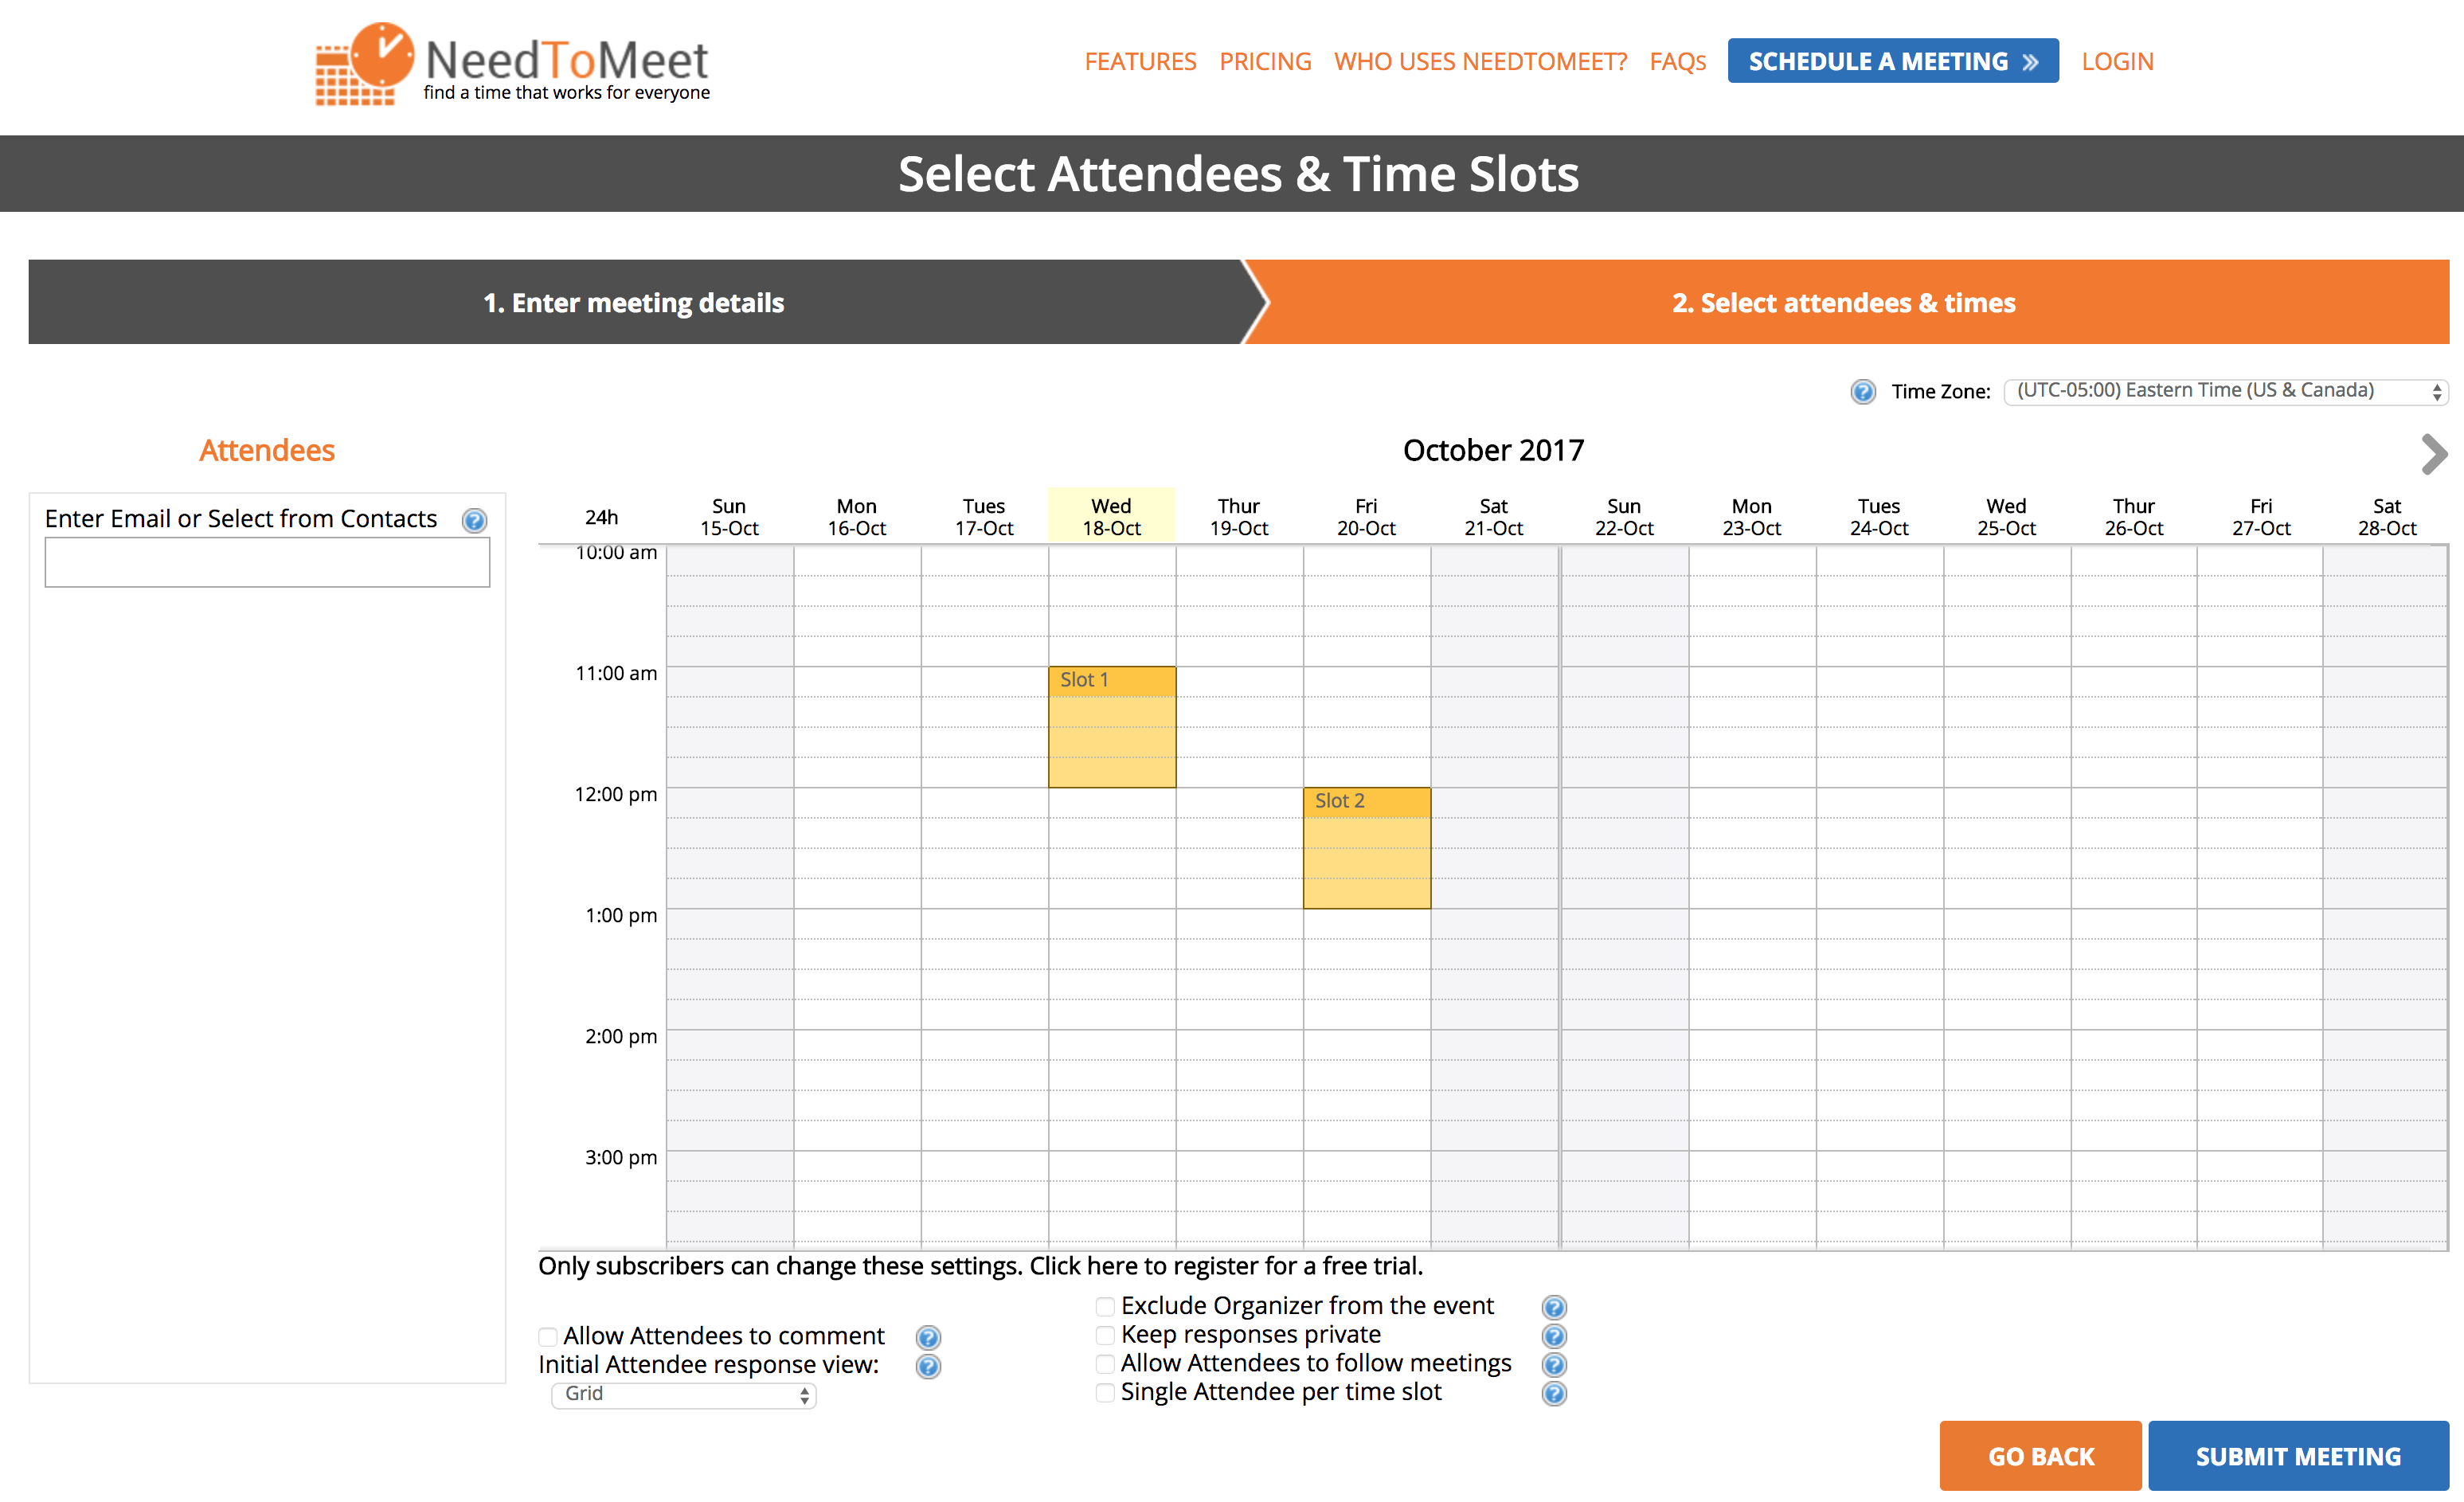 NeedToMeet
find a time that works for everyone
FEATURES PRICING WHO USES NEEDTOMEET? FAQs SCHEDULE A MEETING » LOGIN
Select Attendees & Time Slots
1. Enter meeting details
2. Select attendees & times
? Time Zone: (UTC-05:00) Eastern Time (US & Canada)
Attendees
Enter Email or Select from Contacts ?
October 2017
24h
Sun 15-Oct
Mon 16-Oct
Tues 17-Oct
Wed 18-Oct
Thur 19-Oct
Fri 20-Oct
Sat 21-Oct
Sun 22-Oct
Mon 23-Oct
Tues 24-Oct
Wed 25-Oct
Thur 26-Oct
Fri 27-Oct
Sat 28-Oct
10:00 am
11:00 am
Slot 1
12:00 pm
Slot 2
1:00 pm
2:00 pm
3:00 pm
Only subscribers can change these settings. Click here to register for a free trial.
Allow Attendees to comment ?
Initial Attendee response view: ?
Grid
Exclude Organizer from the event ?
Keep responses private ?
Allow Attendees to follow meetings ?
Single Attendee per time slot ?
GO BACK
SUBMIT MEETING